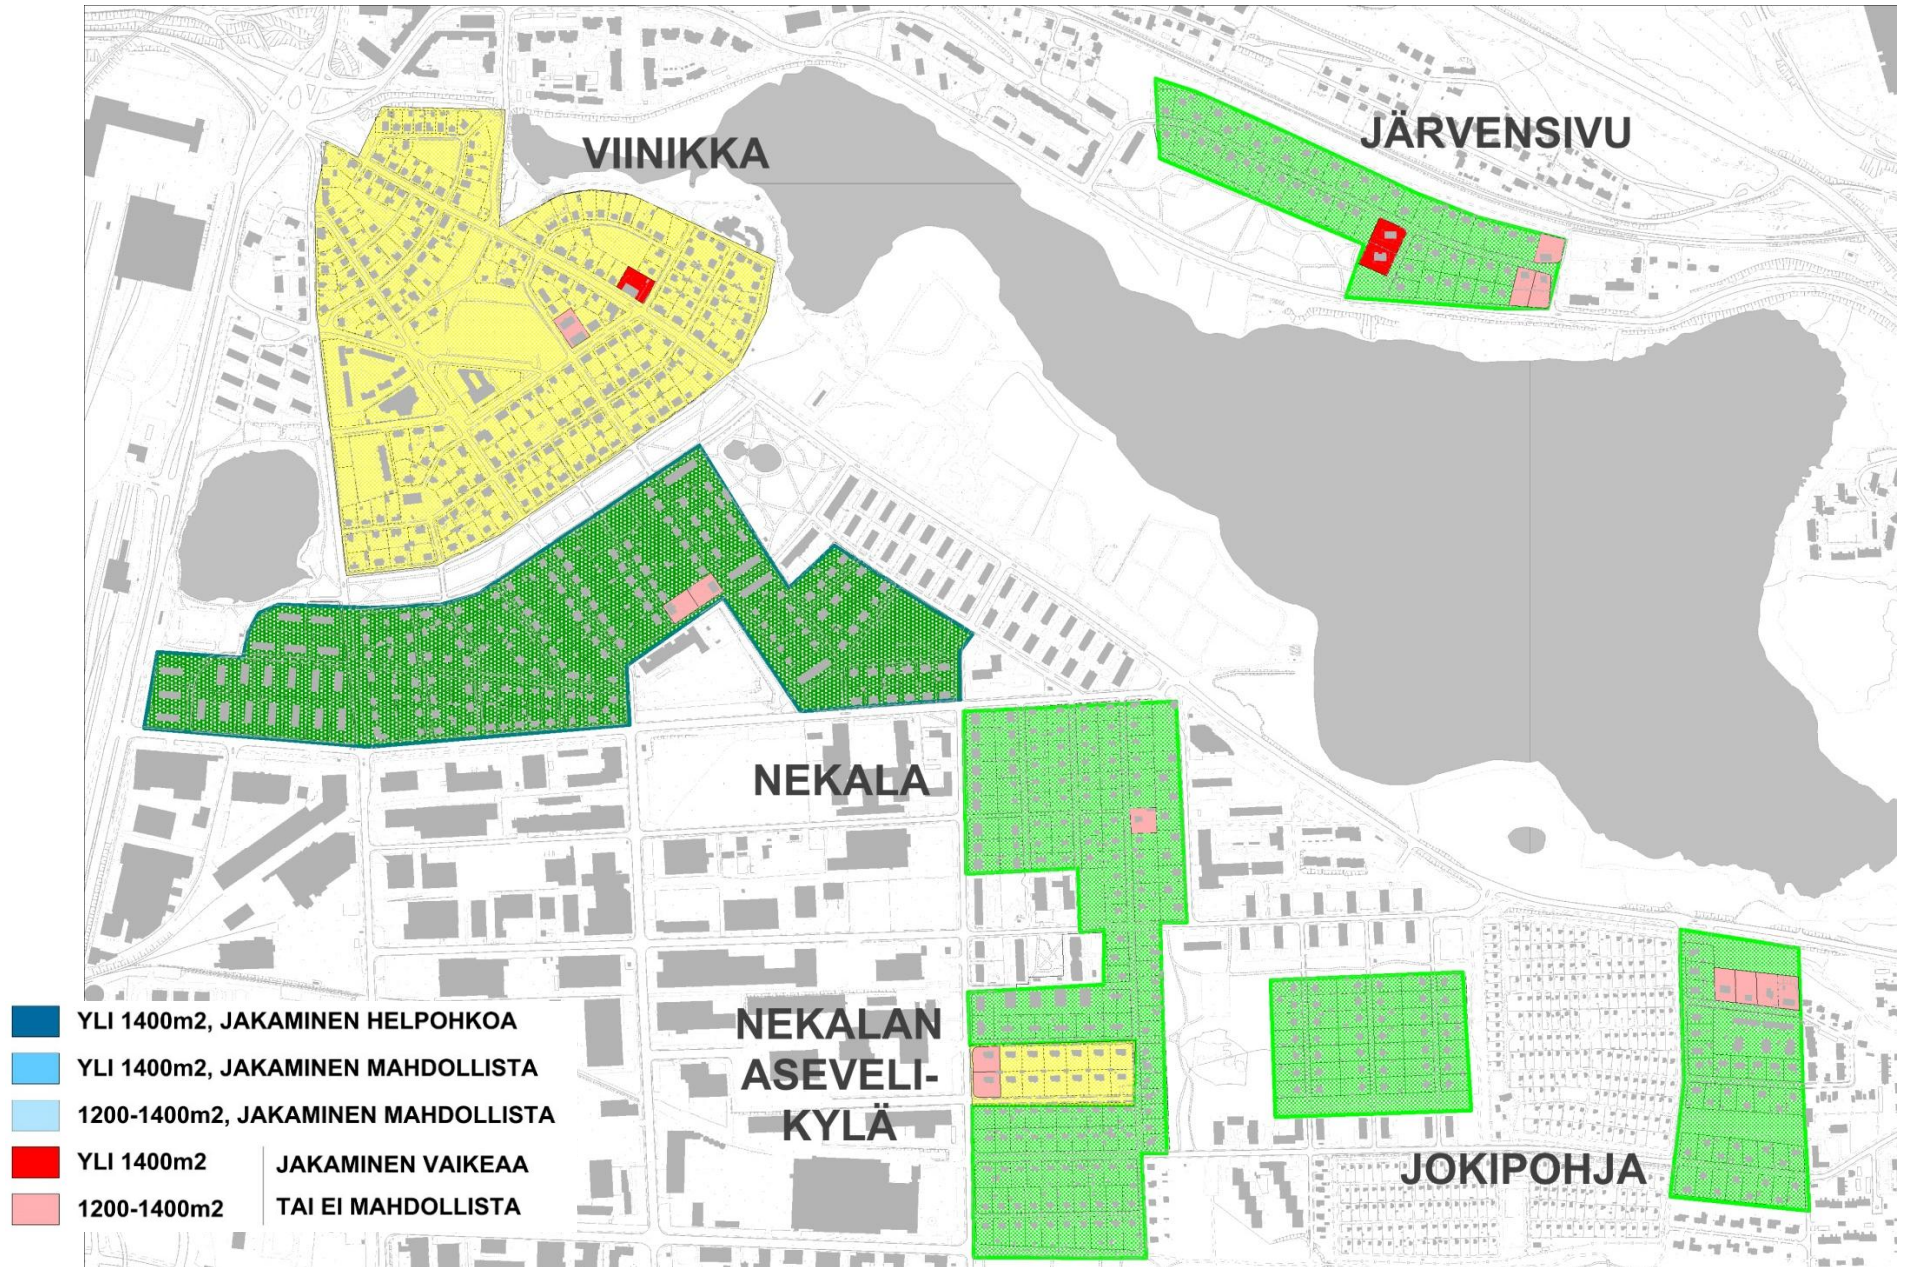 VIINIKKA
JÄRVENSIVU
NEKALA
NEKALAN
ASEVELI-
KYLÄ
JOKIPOHJA
YLI 1400m2, JAKAMINEN HELPOHKOA
YLI 1400m2, JAKAMINEN MAHDOLLISTA
1200-1400m2, JAKAMINEN MAHDOLLISTA
YLI 1400m2
1200-1400m2
JAKAMINEN VAIKEAA
TAI EI MAHDOLLISTA